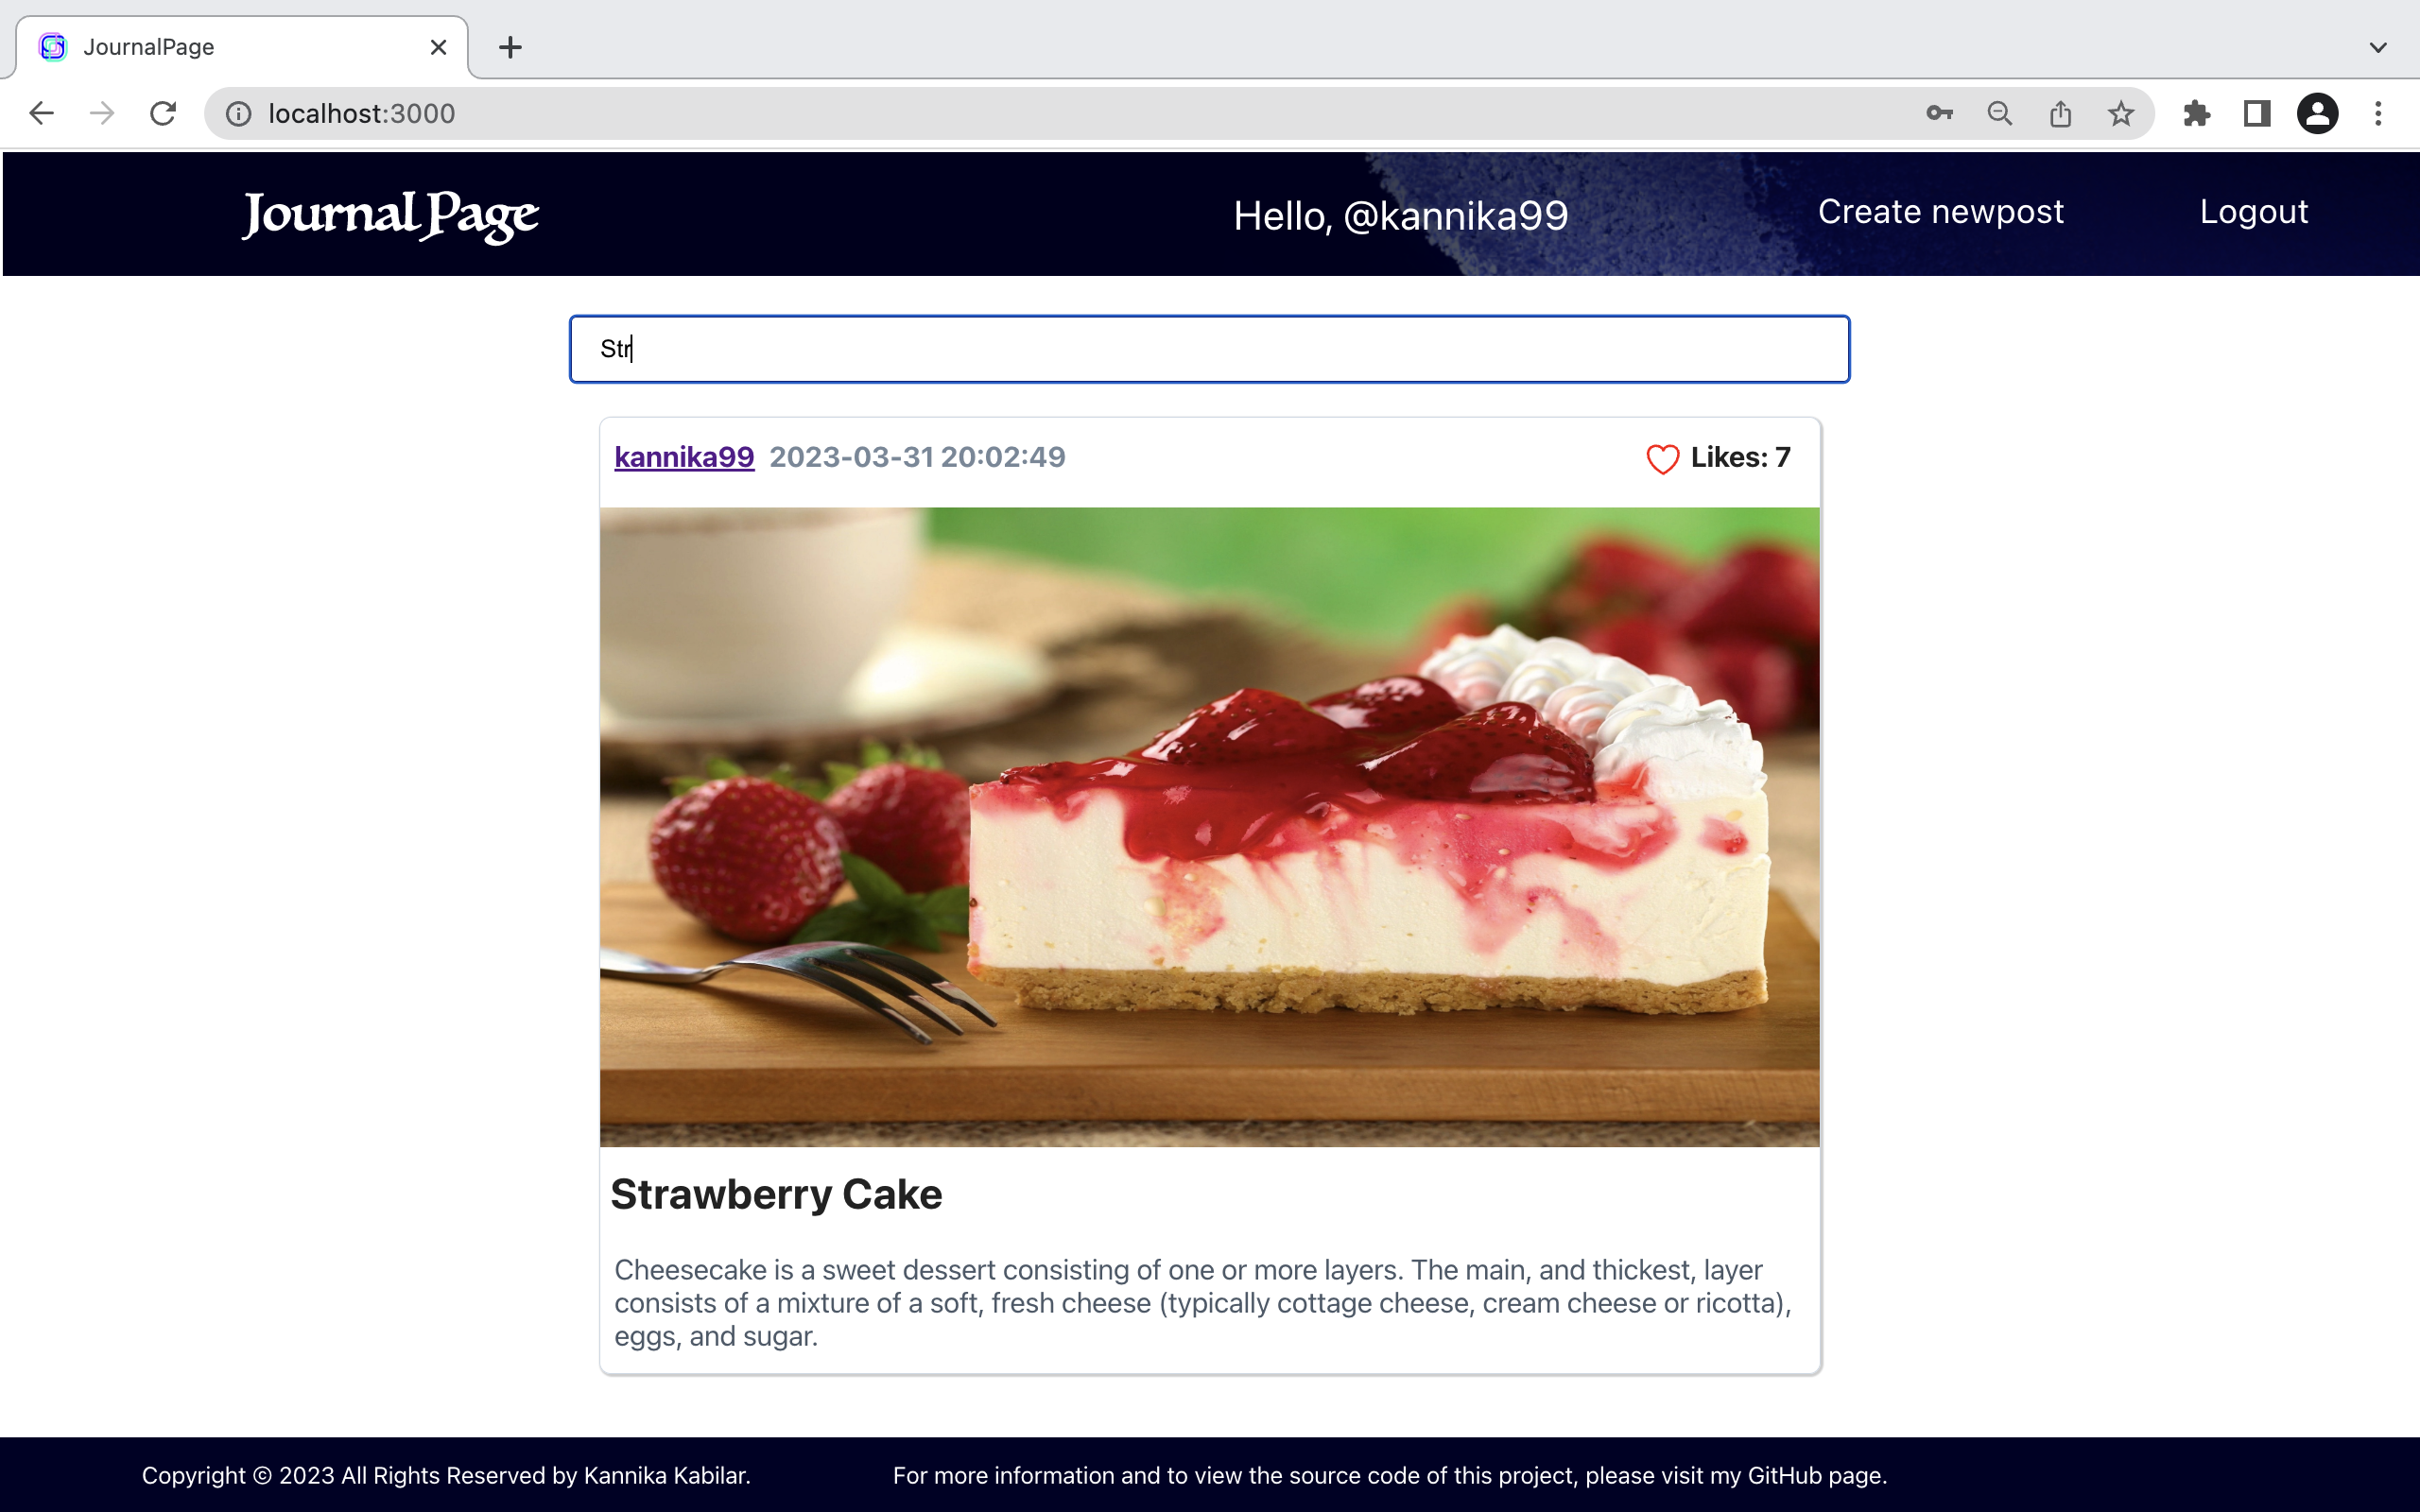 JournalPage
localhost:3000
Journal Page
Hello, @kannika99
Create newpost
Logout
Str
kannika99 2023-03-31 20:02:49
Likes: 7
Strawberry Cake
Cheesecake is a sweet dessert consisting of one or more layers. The main, and thickest, layer
consists of a mixture of a soft, fresh cheese (typically cottage cheese, cream cheese or ricotta),
eggs, and sugar.
Copyright © 2023 All Rights Reserved by Kannika Kabilar.
For more information and to view the source code of this project, please visit my GitHub page.